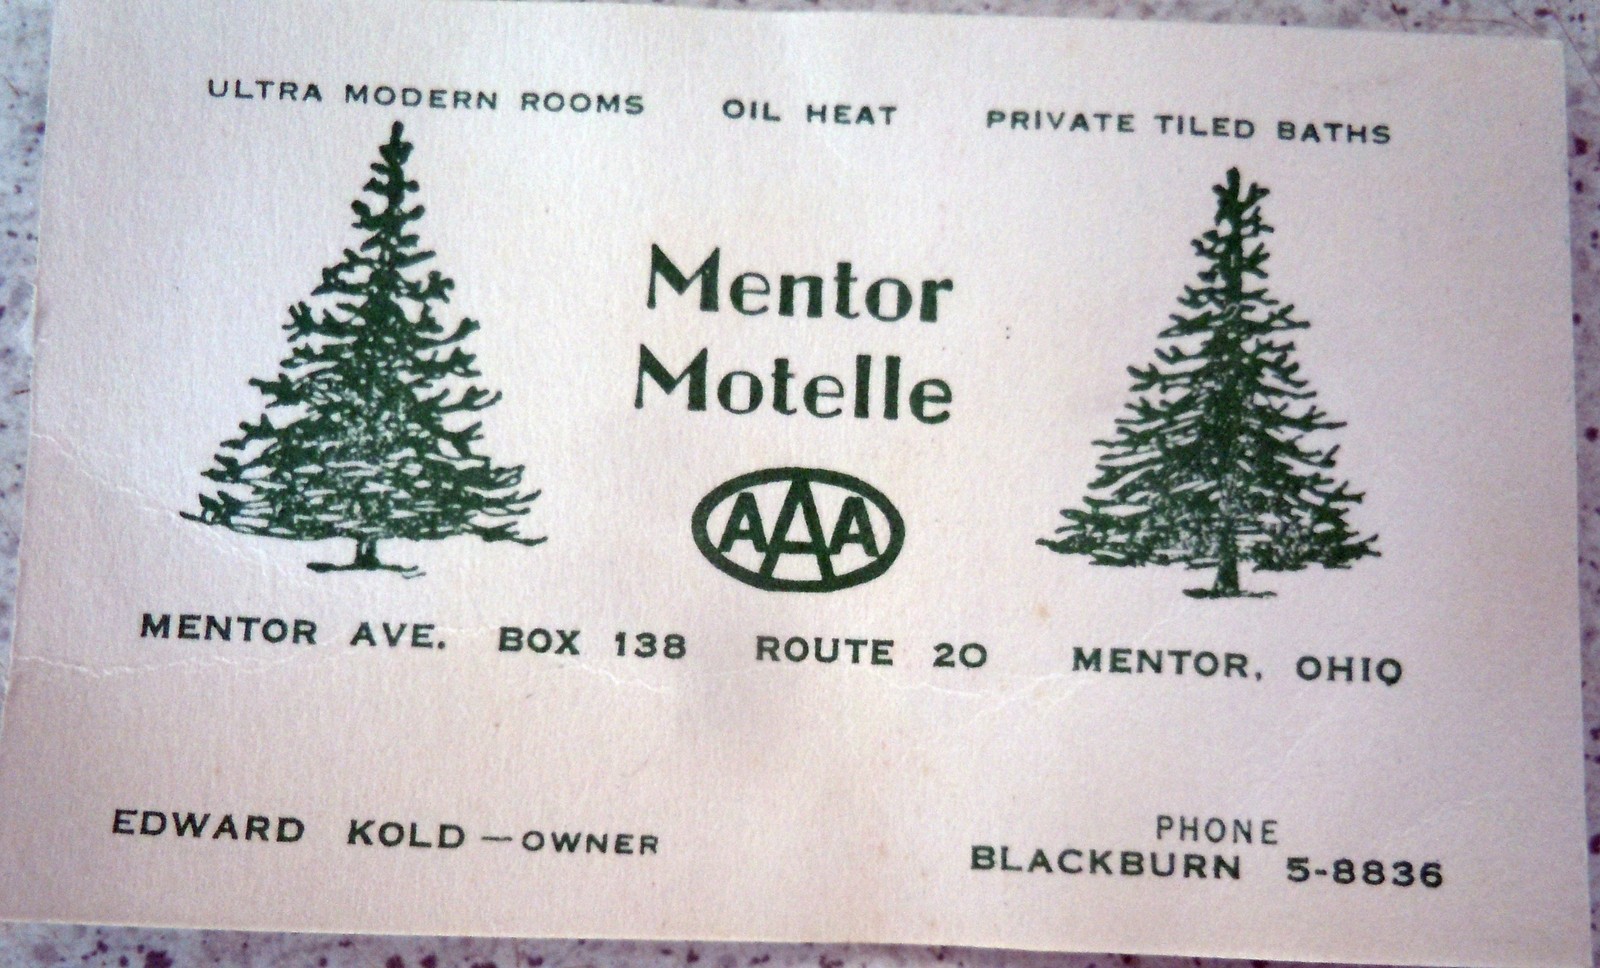 ULTRA MODERN ROOMS OIL HEAT PRIVATE TILED BATHS
Mentor
Motelle
AAA
MENTOR AVE. BOX 138 ROUTE 20 MENTOR, OHIO
EDWARD KOLD — OWNER
PHONE
BLACKBURN 5-8836